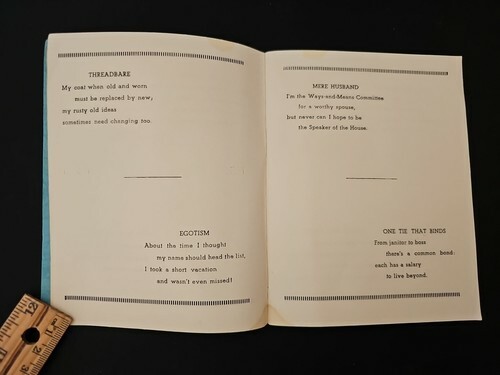 THREADBARE
My coat when old and worn
must be replaced by new;
my rusty old ideas
sometimes need changing too.
EGOTISM
About the time I thought
my name should head the list,
I took a short vacation
and wasn't even missed!
MERE HUSBAND
I'm the Ways-and-Means Committee
for a worthy spouse,
but never can I hope to be
the Speaker of the House.
ONE TIE THAT BINDS
From janitor to boss
there's a common bond:
each has a salary
to live beyond.
12